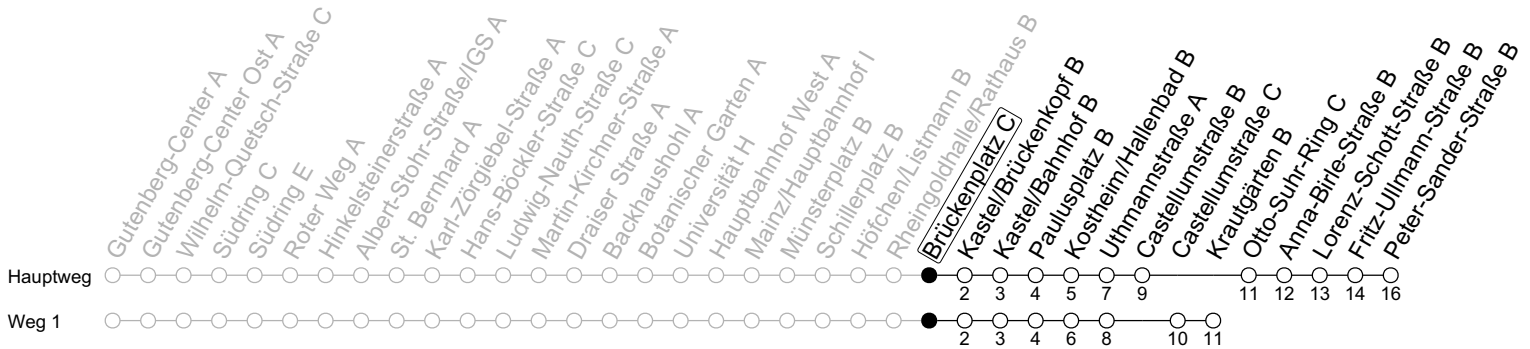 Gutenberg-Center A
Gutenberg-Center Ost A
Wilhelm-Quetsch-Straße C
Südring C
Südring E
Roter Weg A
Hinkelsteinerstraße A
Albert-Stohr-Straße/IGS A
St. Bernhard A
Karl-Zörgiebel-Straße A
Hans-Böckler-Straße C
Ludwig-Nauth-Straße C
Martin-Kirchner-Straße A
Draiser Straße A
Backhaushohl A
Botanischer Garten A
Universität H
Hauptbahnhof West A
Mainz/Hauptbahnhof I
Münsterplatz B
Schillerplatz B
Höfchen/Listmann B
Rheingoldhalle/Rathaus B
Brückenplatz C
Kastel/Brückenkopf B
Kastel/Bahnhof B
Paulusplatz B
Kostheim/Hallenbad B
Uthmannstraße A
Castellumstraße B
Castellumstraße C
Krautgärten B
Otto-Suhr-Ring C
Anna-Birle-Straße B
Lorenz-Schott-Straße B
Fritz-Ullmann-Straße B
Peter-Sander-Straße B
Hauptweg
2 3 4 5 7 9 11 12 13 14 16
Weg 1
2 3 4 6 8 10 11